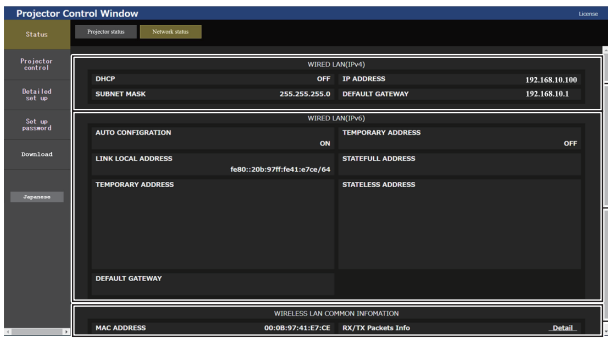 Projector Control Window
License
Status
Projector status
Network status
Projector
control
Detailed
set up
Set up
password
Download
Japanese
WIRED LAN(IPv4)
DHCP OFF IP ADDRESS 192.168.10.100
SUBNET MASK 255.255.255.0 DEFAULT GATEWAY 192.168.10.1
WIRED LAN(IPv6)
AUTO CONFIGRATION TEMPORARY ADDRESS
ON OFF
LINK LOCAL ADDRESS STATEFULL ADDRESS
fe80::20b:97ff:fe41:e7ce/64
TEMPORARY ADDRESS STATELESS ADDRESS
DEFAULT GATEWAY
WIRELESS LAN COMMON INFOMATION
MAC ADDRESS 00:0B:97:41:E7:CE RX/TX Packets Info Detail